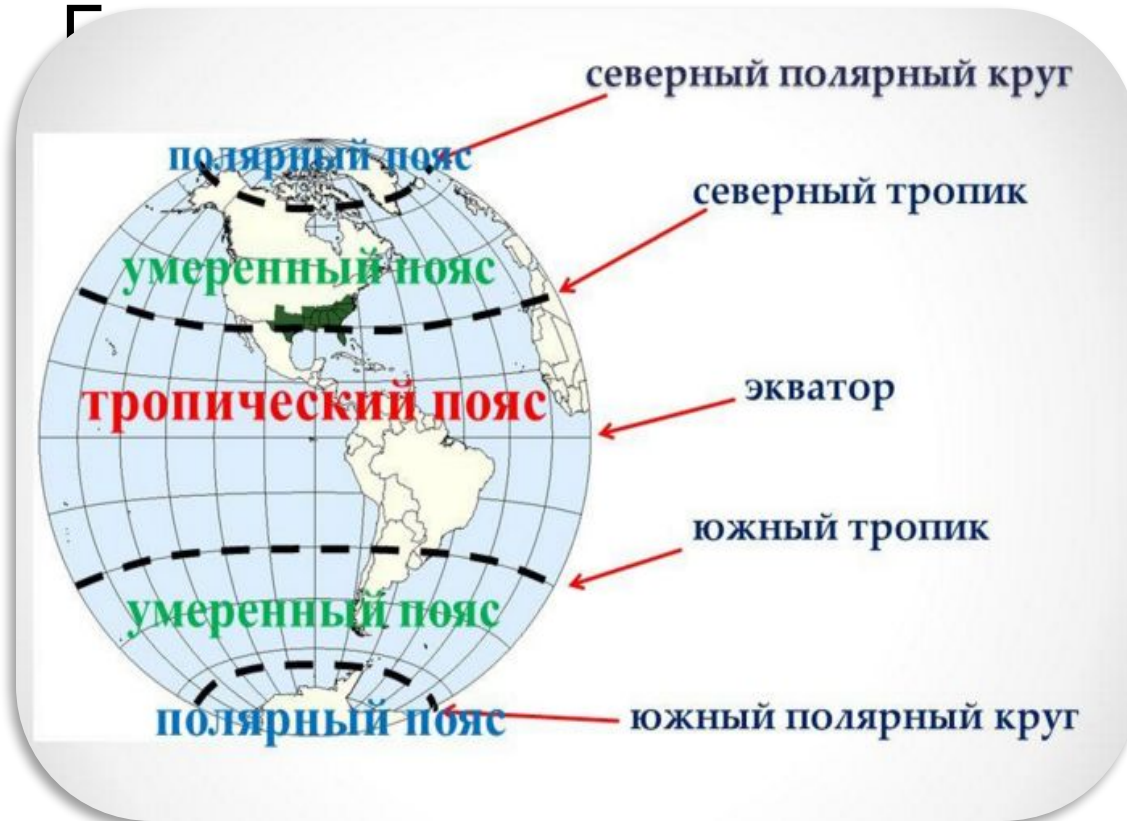 северный полярный круг
полярный пояс
северный тропик
умеренный пояс
экватор
тропический пояс
южный тропик
умеренный пояс
полярный пояс
южный полярный круг